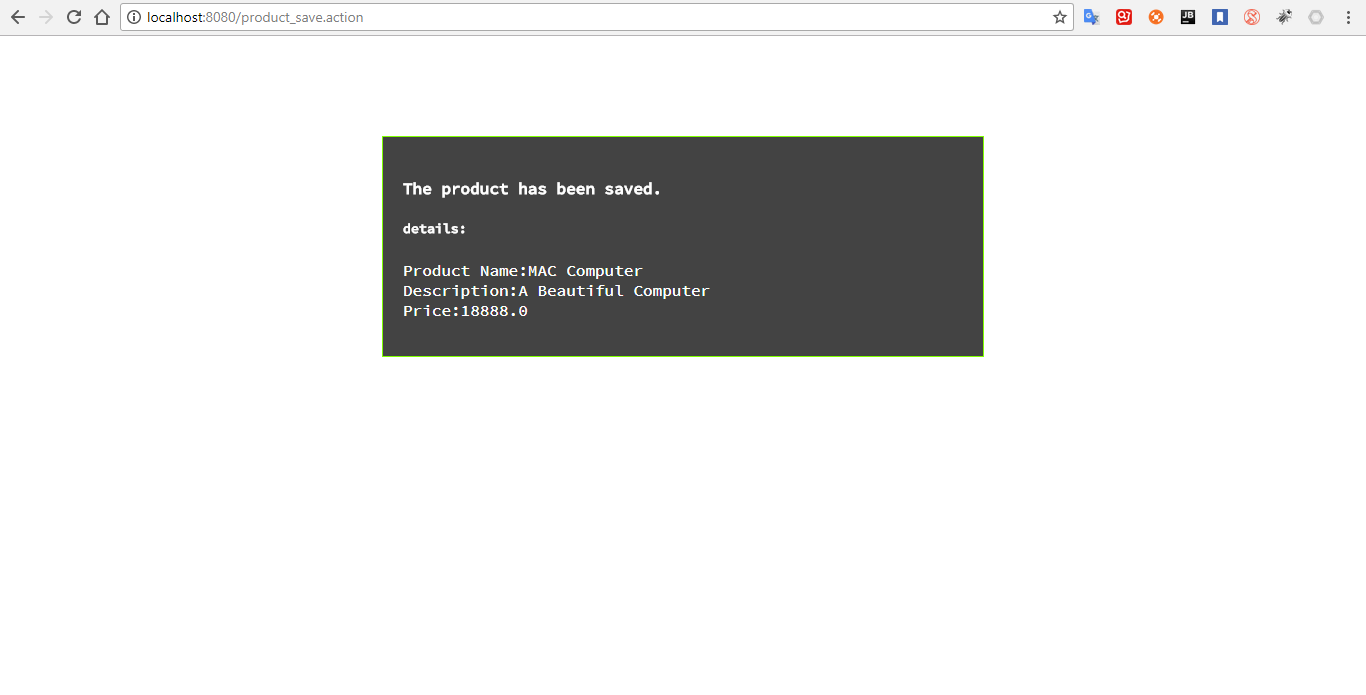 localhost:8080/product_save.action
JB
The product has been saved.
details:
Product Name:MAC Computer
Description:A Beautiful Computer
Price:18888.0